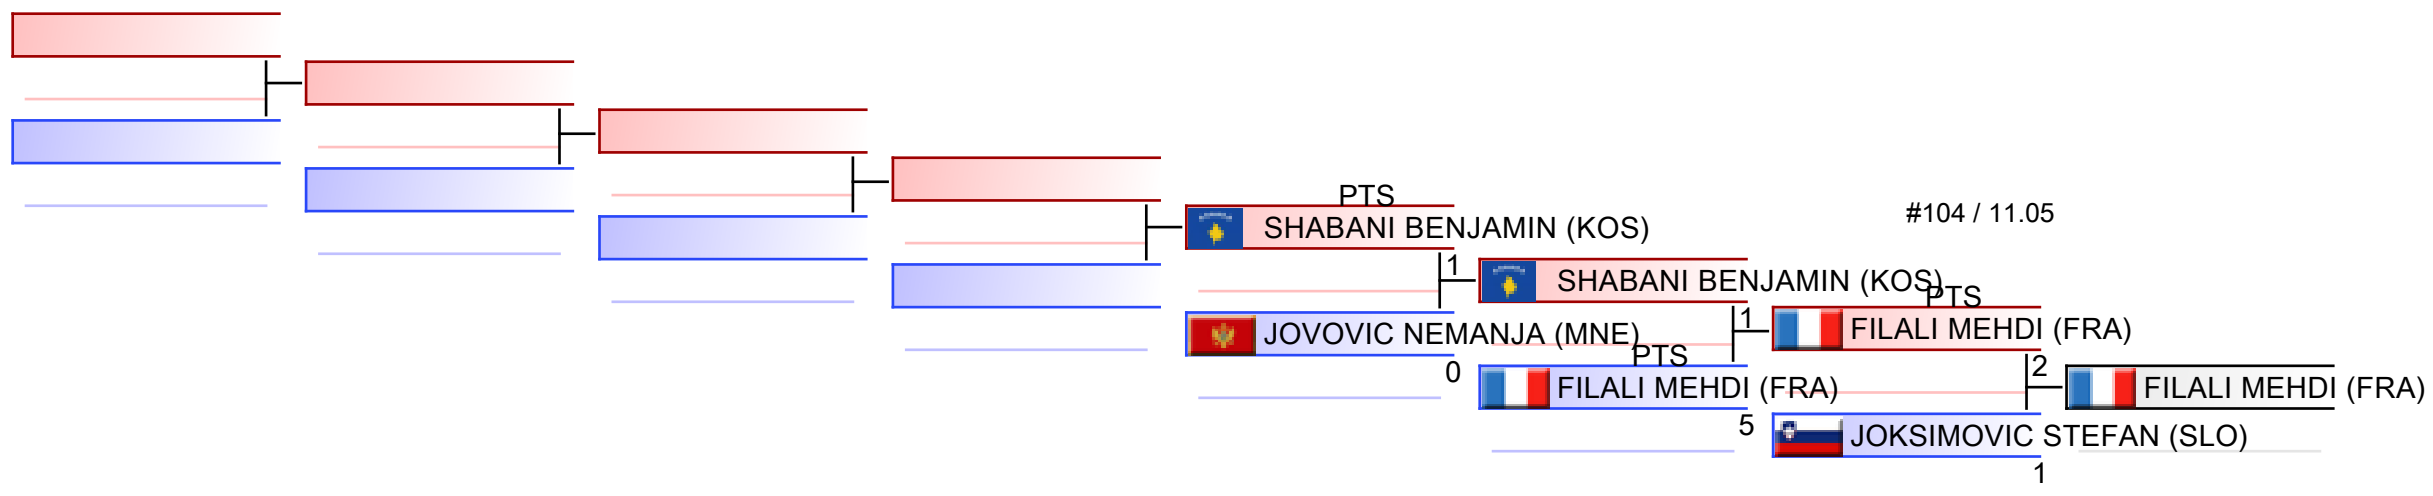 PTS
SHABANI BENJAMIN (KOS)
#104 / 11.05
1
SHABANI BENJAMIN (KOS)
PTS
JOVOVIC NEMANJA (MNE)
0
1
FILALI MEHDI (FRA)
PTS
FILALI MEHDI (FRA)
5
2
FILALI MEHDI (FRA)
JOKSIMOVIC STEFAN (SLO)
1